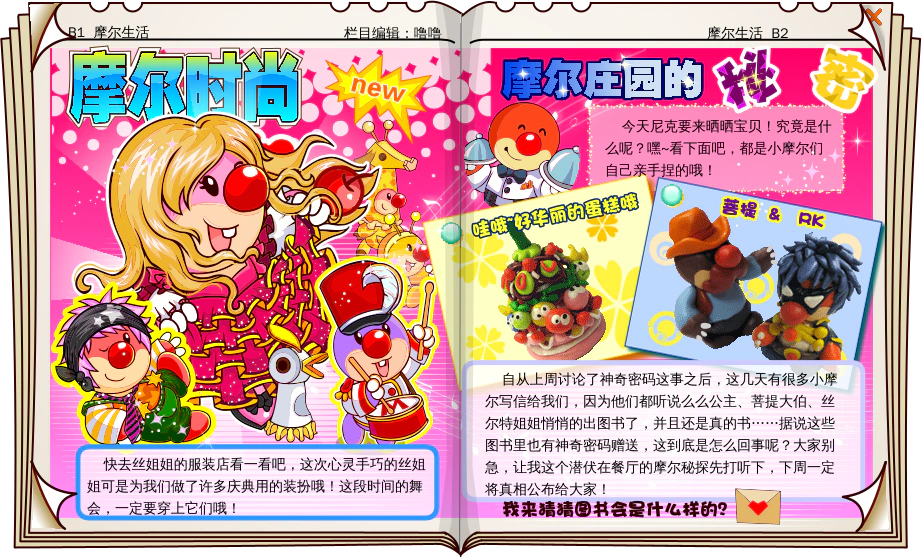 B1 摩尔生活
栏目编辑：噜噜
摩尔时尚
new
快去丝姐姐的服装店看一看吧，这次心灵手巧的丝姐
姐可是为我们做了许多庆典用的装扮哦！这段时间的舞
会，一定要穿上它们哦！
摩尔生活 B2
摩尔庄园的秘密
今天尼克要来晒晒宝贝！究竟是什
么呢？嘿~看下面吧，都是小摩尔们
自己亲手捏的哦！
哇哦~好华丽的蛋糕哦
菩提 & RK
自从上周讨论了神奇密码这事之后，这几天有很多小摩
尔写信给我们，因为他们都听说么么公主、菩提大伯、丝
尔特姐姐悄悄的出图书了，并且还是真的书……据说这些
图书里也有神奇密码赠送，这到底是怎么回事呢？大家别
急，让我这个潜伏在餐厅的摩尔秘探先打听下，下周一定
将真相公布给大家！
我来猜猜图书会是什么样的？